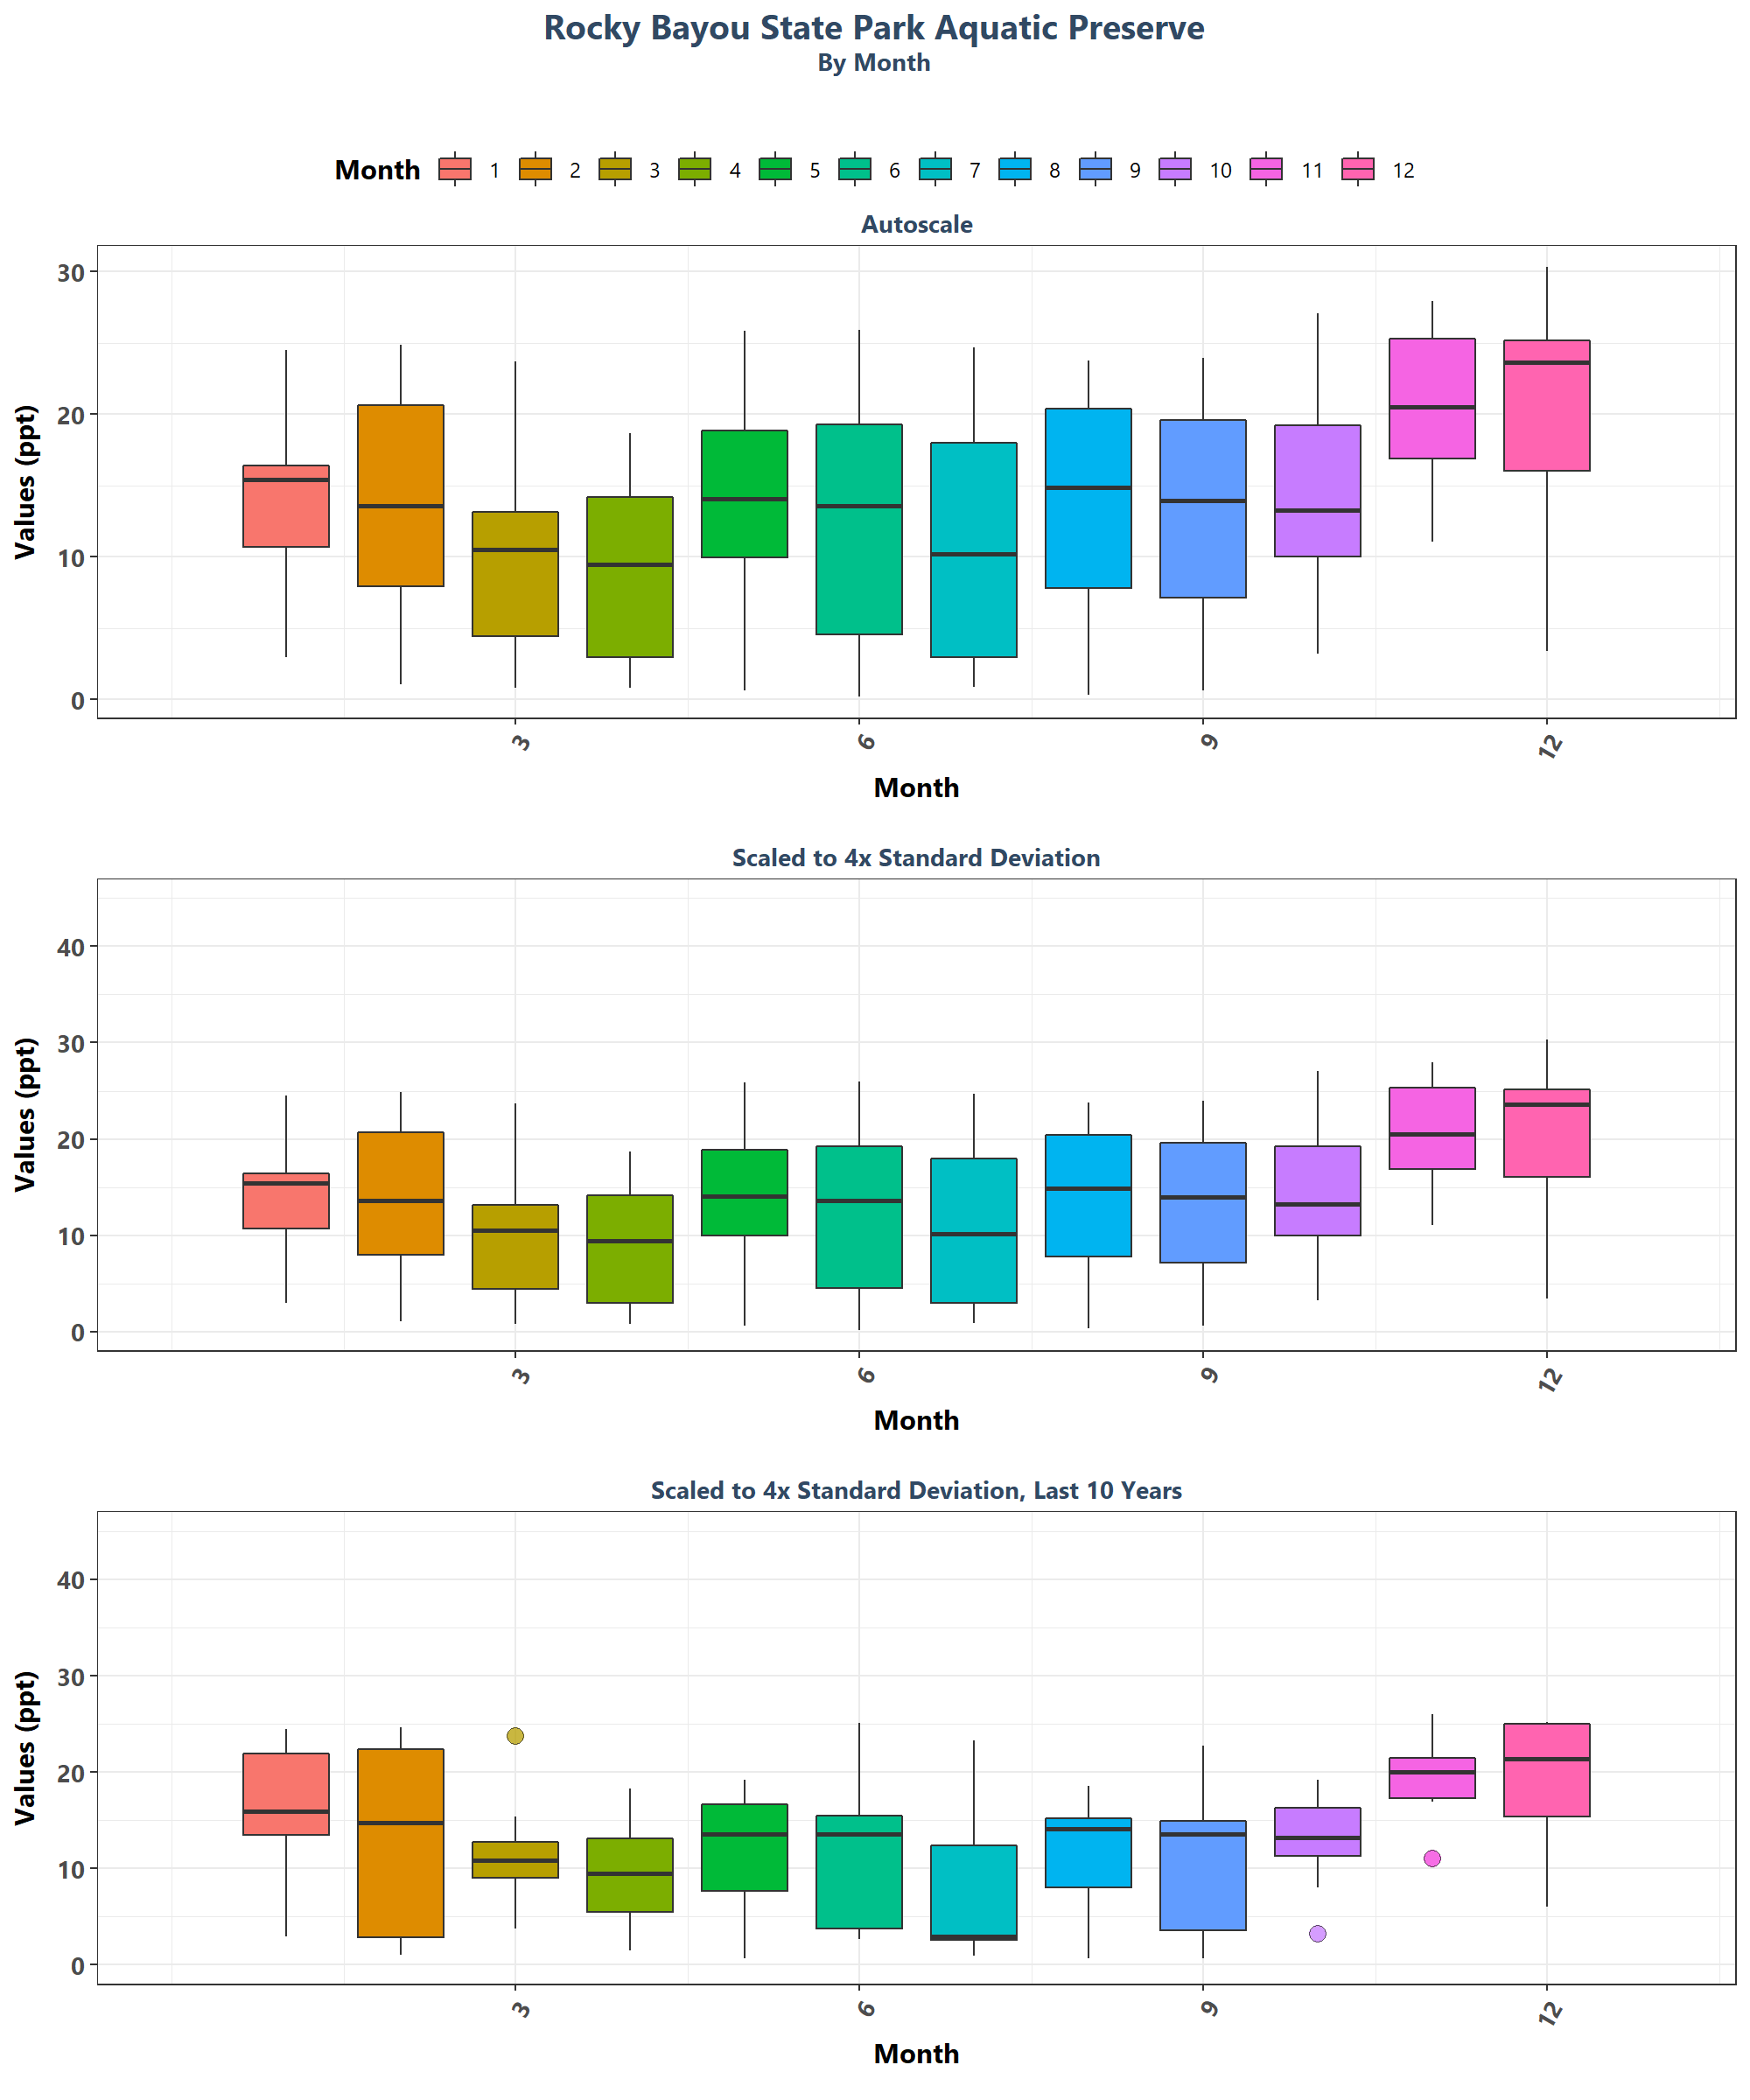 Rocky Bayou State Park Aquatic Preserve
By Month
Month 1 2 3 4 5 6 7 8 9 10 11 12
Autoscale
Values (ppt)
30
20
10
0
3 6 9 12
Month
Scaled to 4x Standard Deviation
Values (ppt)
40
30
20
10
0
3 6 9 12
Month
Scaled to 4x Standard Deviation, Last 10 Years
Values (ppt)
40
30
20
10
0
3 6 9 12
Month